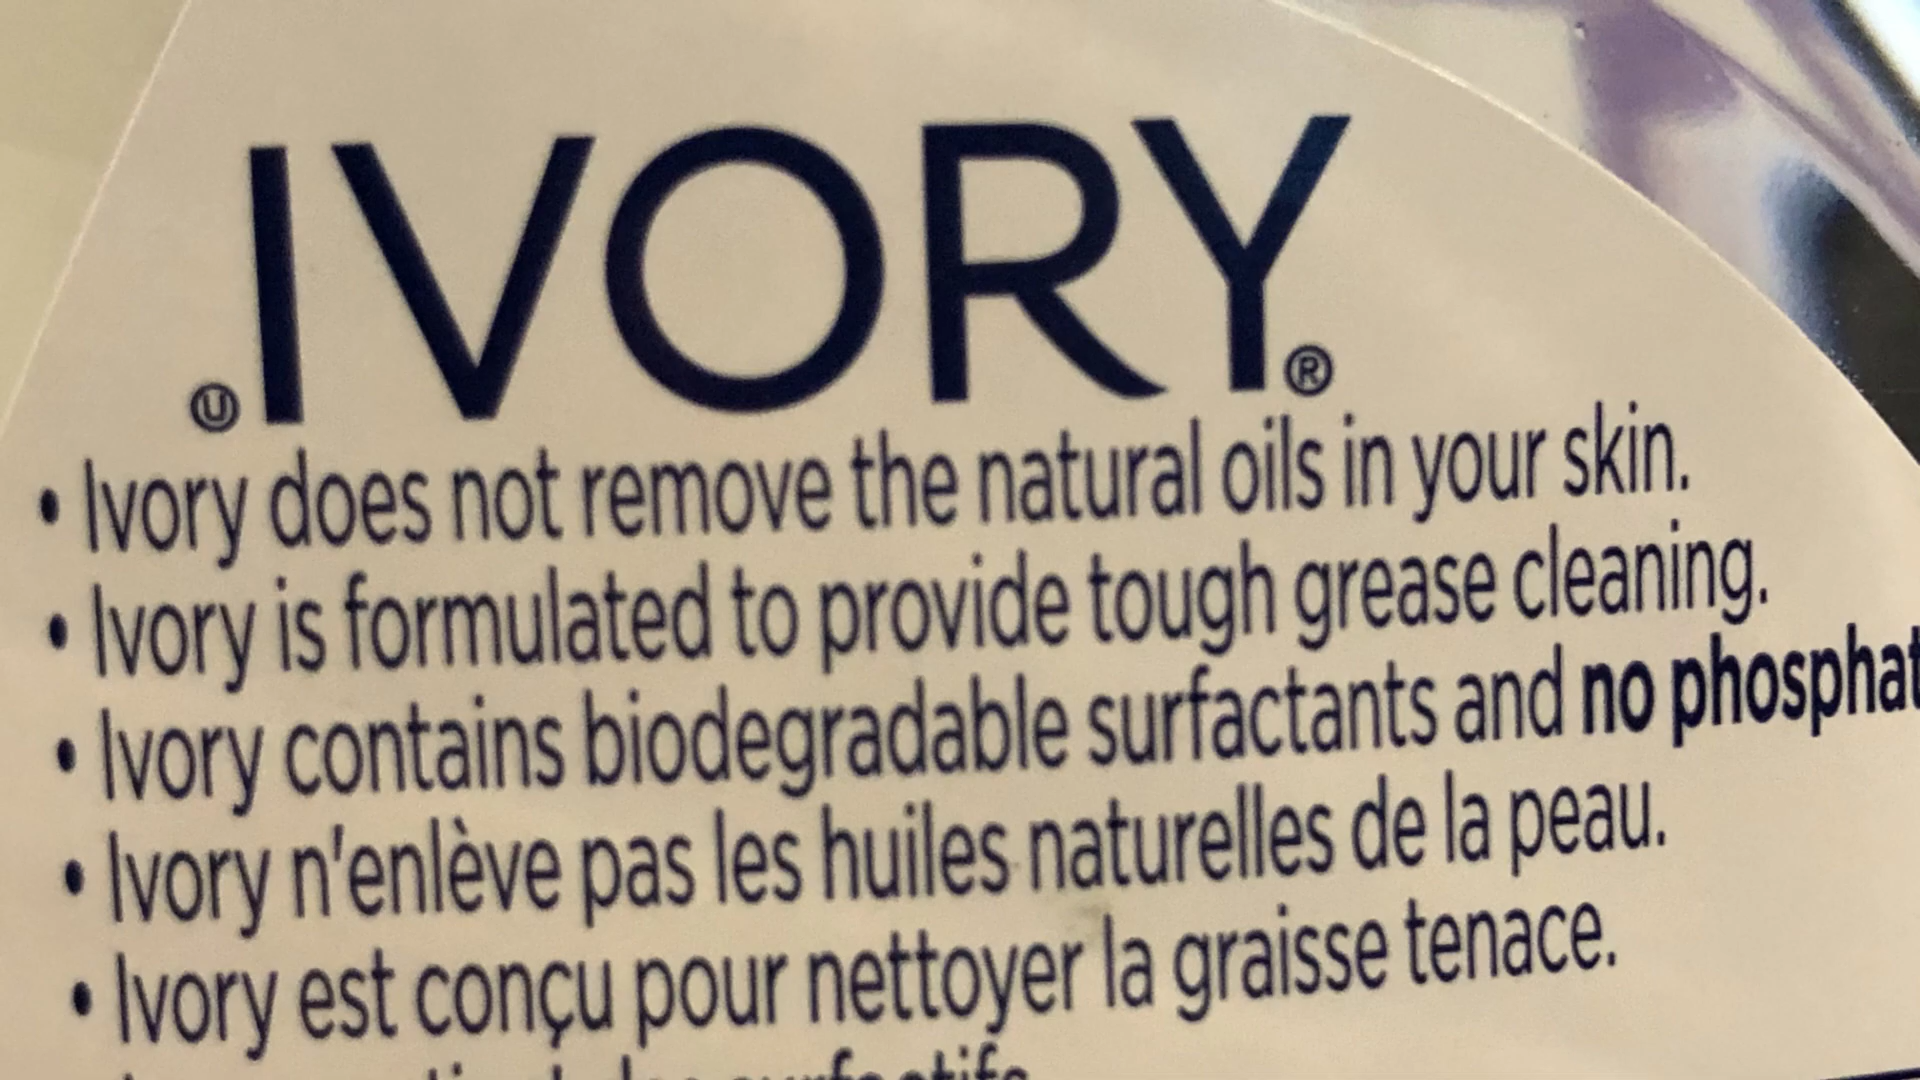 Ⓤ IVORY®
• Ivory does not remove the natural oils in your skin.
• Ivory is formulated to provide tough grease cleaning.
• Ivory contains biodegradable surfactants and no phosphat
• Ivory n'enlève pas les huiles naturelles de la peau.
• Ivory est conçu pour nettoyer la graisse tenace.